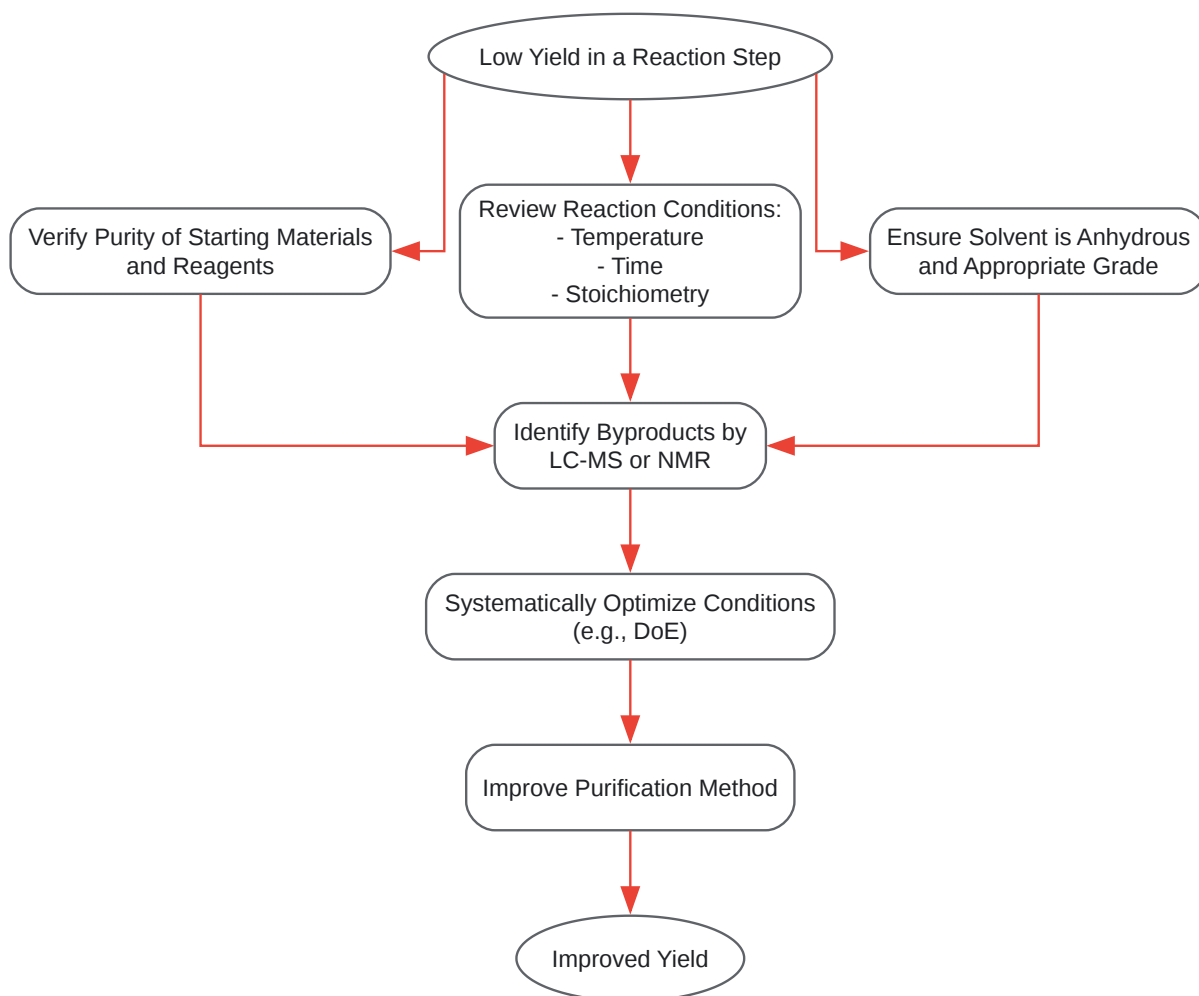 Low Yield in a Reaction Step
Verify Purity of Starting Materials
and Reagents
Review Reaction Conditions:
- Temperature
- Time
- Stoichiometry
Ensure Solvent is Anhydrous
and Appropriate Grade
Identify Byproducts by
LC-MS or NMR
Systematically Optimize Conditions
(e.g., DoE)
Improve Purification Method
Improved Yield